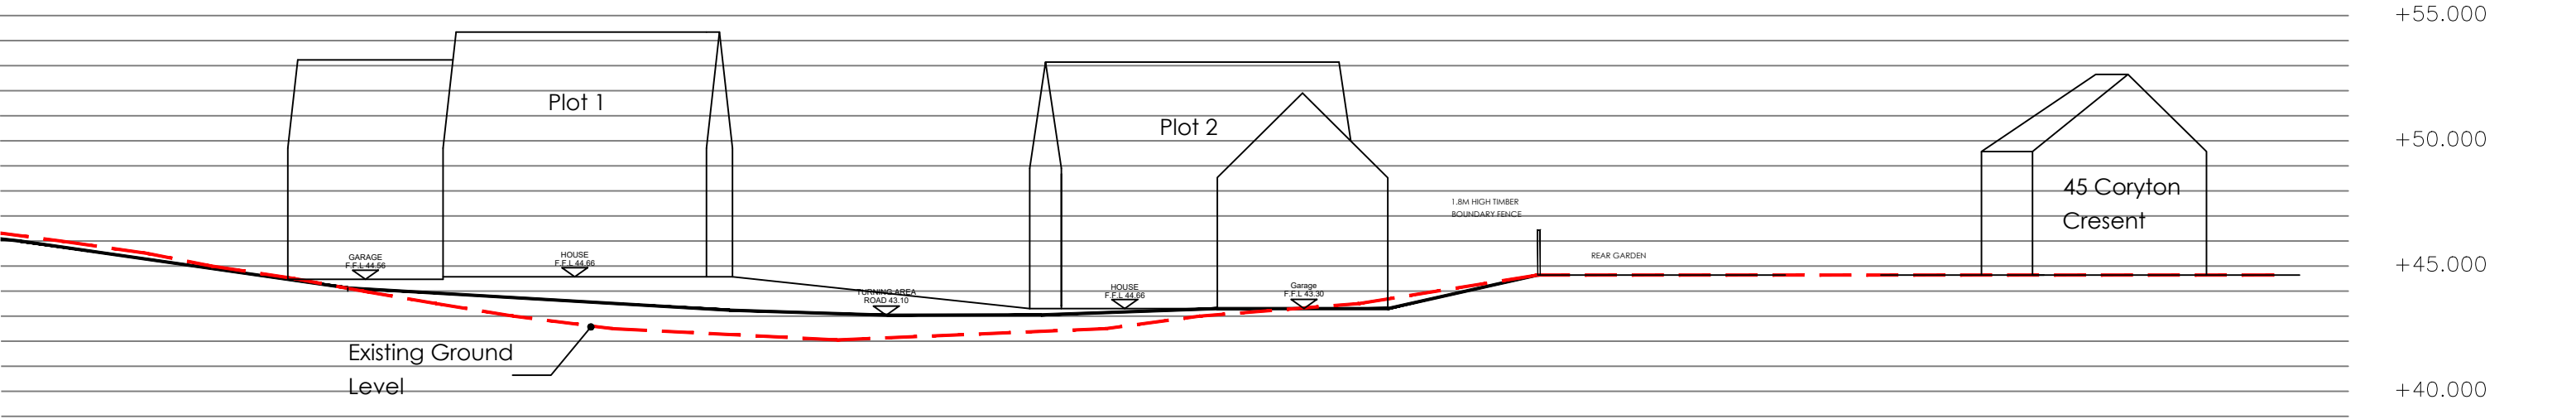 +55.000
Plot 1
Plot 2
+50.000
45 Coryton
Cresent
1.8M HIGH TIMBER
BOUNDARY FENCE
REAR GARDEN
GARAGE
F.F.L 44.56
HOUSE
F.F.L 44.66
+45.000
TURNING AREA
ROAD 43.10
HOUSE
F.F.L 44.66
Garage
F.F.L 43.30
Existing Ground
Level
+40.000